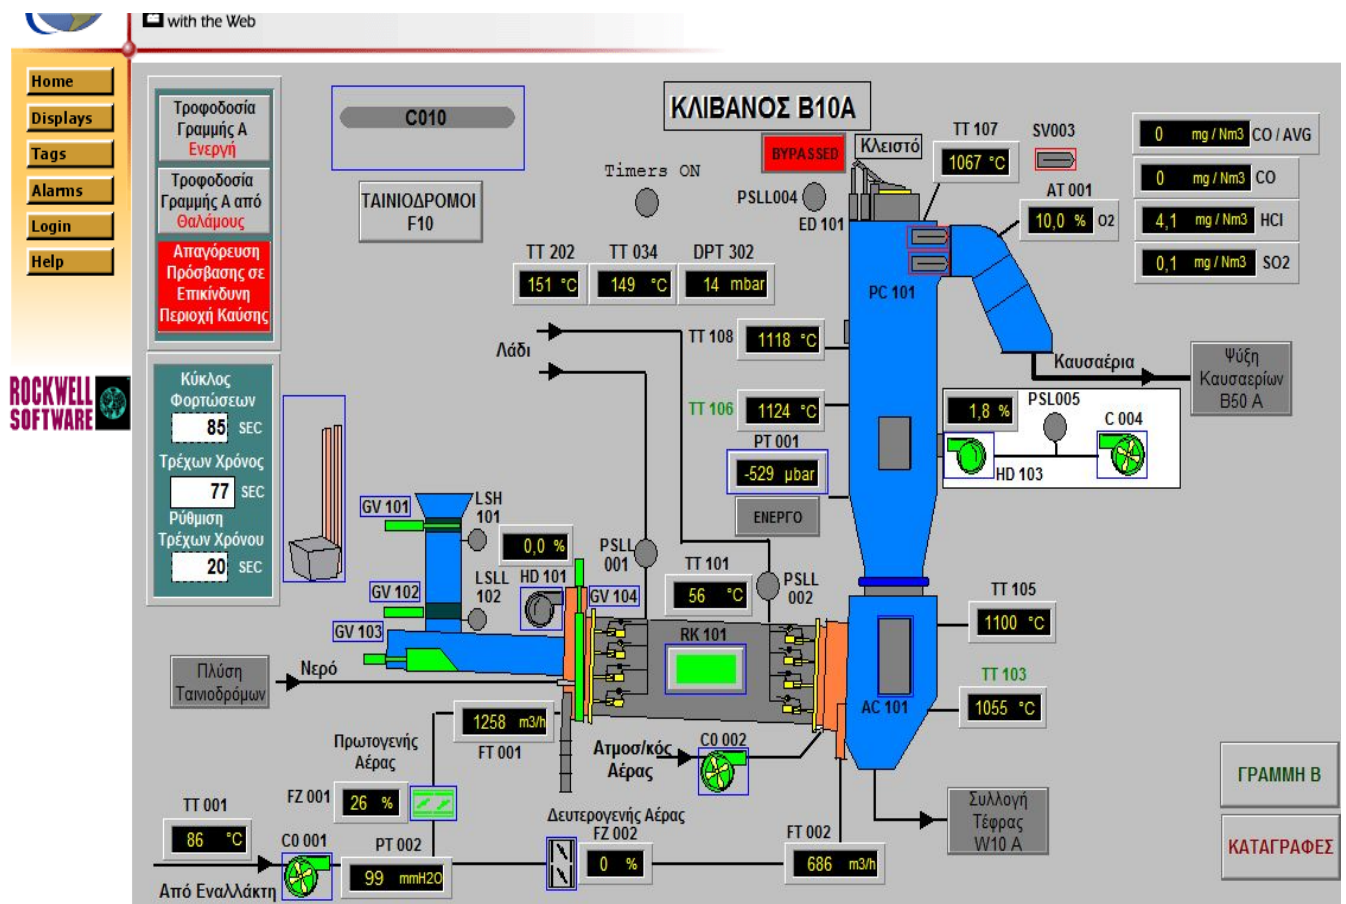 with the Web
Home
Displays
Tags
Alarms
Login
Help
ROCKWELL
SOFTWARE
Τροφοδοσία
Γραμμής Α
Ενεργή
Τροφοδοσία
Γραμμής Α από
Θαλάμους
Απαγόρευση
Πρόσβασης σε
Επικίνδυνη
Περιοχή Καύσης
Κύκλος
Φορτώσεων
85 SEC
Τρέχων Χρόνος
77 SEC
Ρύθμιση
Τρέχων Χρόνου
20 SEC
C010
ΤΑΙΝΙΟΔΡΟΜΟΙ
F10
ΚΛΙΒΑΝΟΣ Β10Α
Timers ON
BYPASSED
Κλειστό
PSLL004
ED 101
TT 107
1067 °C
SV003
AT 001
10,0 % O2
0 mg / Nm3 CO / AVG
0 mg / Nm3 CO
4,1 mg / Nm3 HCl
0,1 mg / Nm3 SO2
TT 202
151 °C
TT 034
149 °C
DPT 302
14 mbar
PC 101
Λάδι
TT 108
1118 °C
TT 106
1124 °C
PT 001
-529 µbar
ΕΝΕΡΓΟ
Καυσαέρια
Ψύξη
Καυσαερίων
B50 A
1,8 %
PSL005
C 004
HD 103
GV 101
LSH
101
GV 102
LSLL
102
GV 103
0,0 %
HD 101
GV 104
PSLL
001
TT 101
56 °C
PSLL
002
RK 101
TT 105
1100 °C
TT 103
1055 °C
AC 101
Πλύση
Ταινιοδρόμων
Νερό
1258 m3/h
FT 001
Πρωτογενής
Αέρας
FZ 001
26 %
Ατμοσ/κός
Αέρας
C0 002
Δευτερογενής Αέρας
FZ 002
0 %
FT 002
686 m3/h
TT 001
86 °C
C0 001
PT 002
99 mmH2O
Από Εναλλάκτη
Συλλογή
Τέφρας
W10 A
ΓΡΑΜΜΗ Β
ΚΑΤΑΓΡΑΦΕΣ